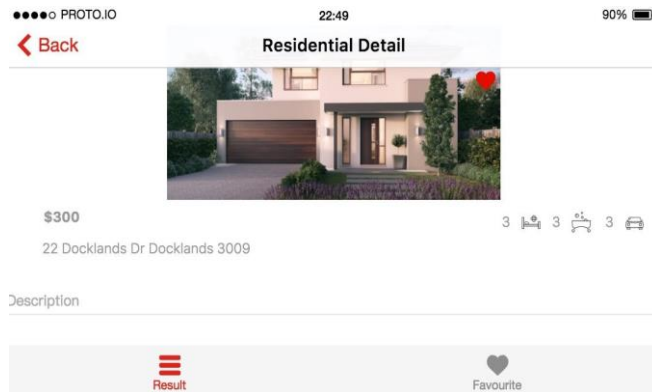 PROTO.IO 22:49 90%
Back Residential Detail
$300 3 3 3
22 Docklands Dr Docklands 3009
Description
Result Favourite